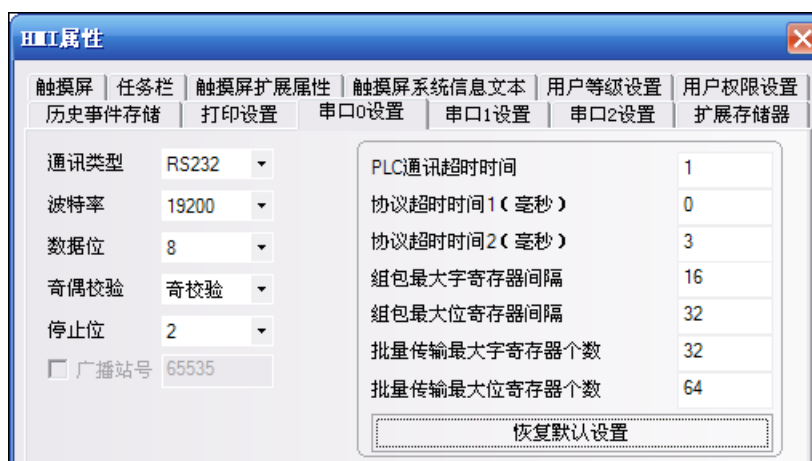 HMI属性
触摸屏 任务栏 触摸屏扩展属性 触摸屏系统信息文本 用户等级设置 用户权限设置
历史事件存储 打印设置 串口0设置 串口1设置 串口2设置 扩展存储器
通讯类型 RS232
波特率 19200
数据位 8
奇偶校验 奇校验
停止位 2
广播站号 65535
PLC通讯超时时间 1
协议超时时间1(毫秒) 0
协议超时时间2(毫秒) 3
组包最大字寄存器间隔 16
组包最大位寄存器间隔 32
批量传输最大字寄存器个数 32
批量传输最大位寄存器个数 64
恢复默认设置